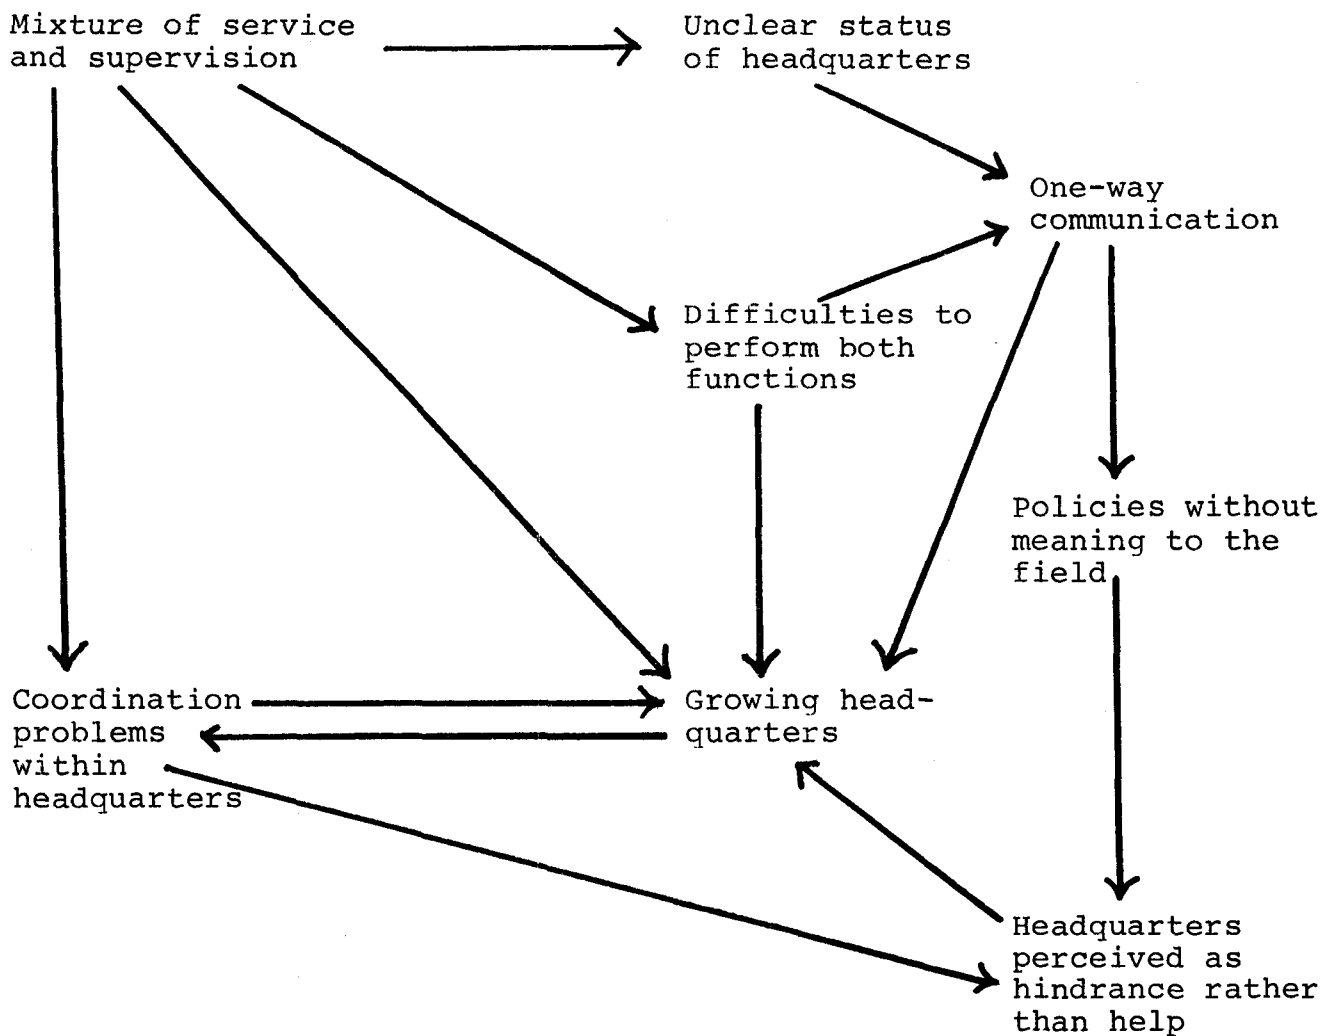 Mixture of service
and supervision
Unclear status
of headquarters
One-way
communication
Difficulties to
perform both
functions
Policies without
meaning to the
field
Coordination
problems
within
headquarters
Growing head-
quarters
Headquarters
perceived as
hindrance rather
than help